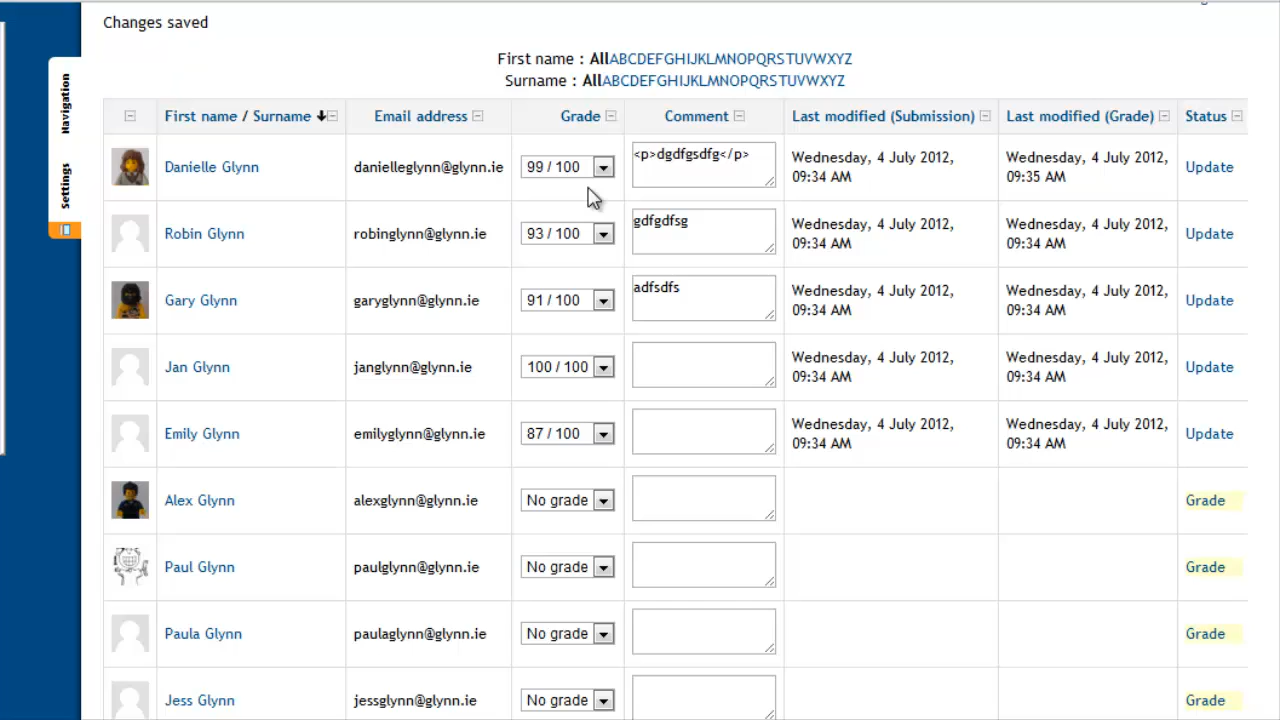 Changes saved
First name : AllABCDEFGHIJKLMNOPQRSTUVWXYZ
Surname : AllABCDEFGHIJKLMNOPQRSTUVWXYZ
Navigation
Settings
First name / Surname Email address Grade Comment Last modified (Submission) Last modified (Grade) Status
Danielle Glynn danielleglynn@glynn.ie 99 / 100 <p>dgdfgsdfg</p> Wednesday, 4 July 2012, Wednesday, 4 July 2012, Update
09:34 AM 09:35 AM
Robin Glynn robinglynn@glynn.ie 93 / 100 gdfgdfsg Wednesday, 4 July 2012, Wednesday, 4 July 2012, Update
09:34 AM 09:34 AM
Gary Glynn garyglynn@glynn.ie 91 / 100 adfsdfs Wednesday, 4 July 2012, Wednesday, 4 July 2012, Update
09:34 AM 09:34 AM
Jan Glynn janglynn@glynn.ie 100 / 100 Wednesday, 4 July 2012, Wednesday, 4 July 2012, Update
09:34 AM 09:34 AM
Emily Glynn emilyglynn@glynn.ie 87 / 100 Wednesday, 4 July 2012, Wednesday, 4 July 2012, Update
09:34 AM 09:34 AM
Alex Glynn alexglynn@glynn.ie No grade Grade
Paul Glynn paulglynn@glynn.ie No grade Grade
Paula Glynn paulaglynn@glynn.ie No grade Grade
Jess Glynn jessglynn@glynn.ie No grade Grade